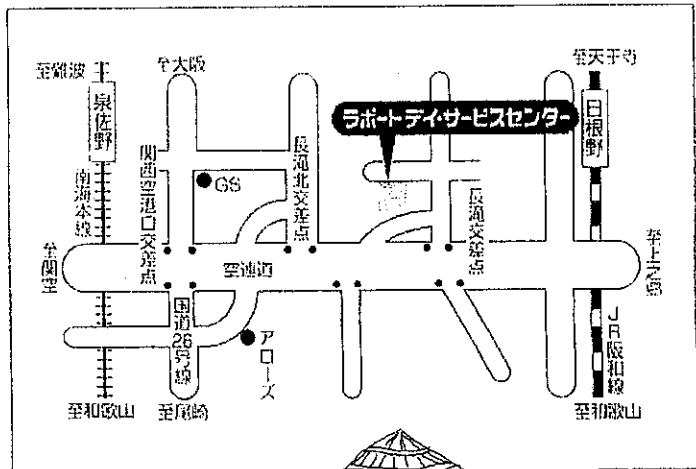 至難波
至大阪
至天王寺
泉佐野
日根野
ラポートデイ・サービスセンター
南海本線
関西空港口交差点
GS
長滝北交差点
長滝交差点
至関空
空連道
至上之郷
国道26号線
アローズ
JR阪和線
至和歌山
至尾崎
至和歌山